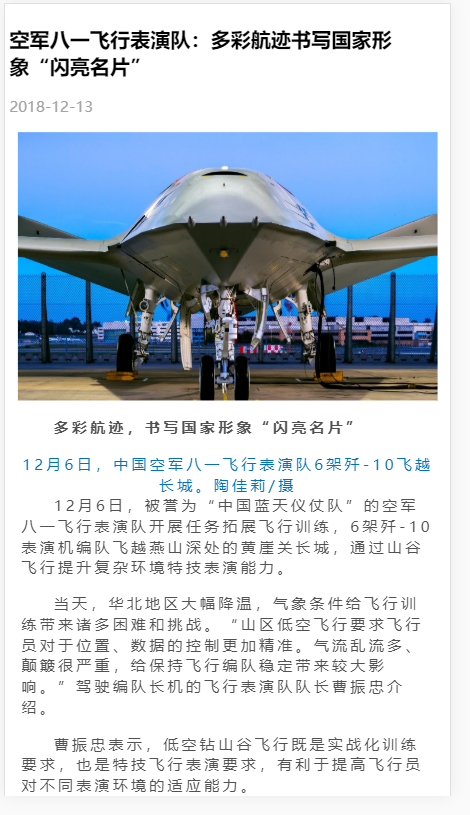 空军八一飞行表演队：多彩航迹书写国家形
象“闪亮名片”
2018-12-13
多彩航迹，书写国家形象“闪亮名片”
12月6日，中国空军八一飞行表演队6架歼-10飞越
长城。陶佳莉/摄
12月6日，被誉为“中国蓝天仪仗队”的空军
八一飞行表演队开展任务拓展飞行训练，6架歼-10
表演机编队飞越燕山深处的黄崖关长城，通过山谷
飞行提升复杂环境特技表演能力。
当天，华北地区大幅降温，气象条件给飞行训
练带来诸多困难和挑战。“山区低空飞行要求飞行
员对于位置、数据的控制更加精准。气流乱流多、
颠簸很严重，给保持飞行编队稳定带来较大影
响。”驾驶编队长机的飞行表演队队长曹振忠介
绍。
曹振忠表示，低空钻山谷飞行既是实战化训练
要求，也是特技飞行表演要求，有利于提高飞行员
对不同表演环境的适应能力。